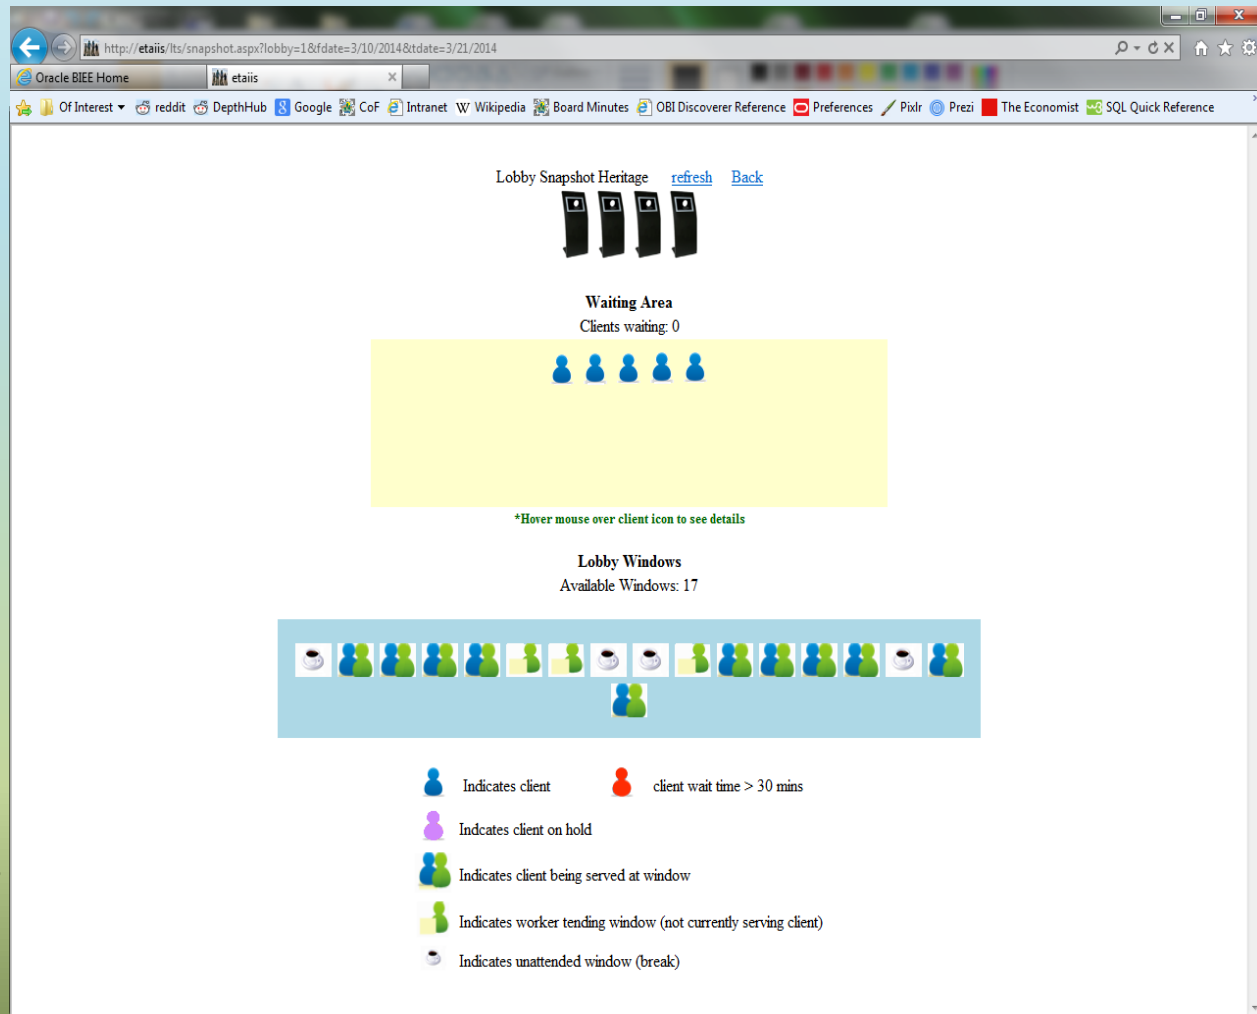 X
http://etaiis/lts/snapshot.aspx?lobby=1&fdate=3/10/2014&tdate=3/21/2014
Oracle BIEE Home etaiis
Of Interest reddit DepthHub Google CoF Intranet W Wikipedia Board Minutes OBI Discoverer Reference Preferences Pixlr Prezi The Economist SQL Quick Reference
Lobby Snapshot Heritage refresh Back
Waiting Area
Clients waiting: 0
*Hover mouse over client icon to see details
Lobby Windows
Available Windows: 17
Indicates client client wait time > 30 mins
Indcates client on hold
Indicates client being served at window
Indicates worker tending window (not currently serving client)
Indicates unattended window (break)